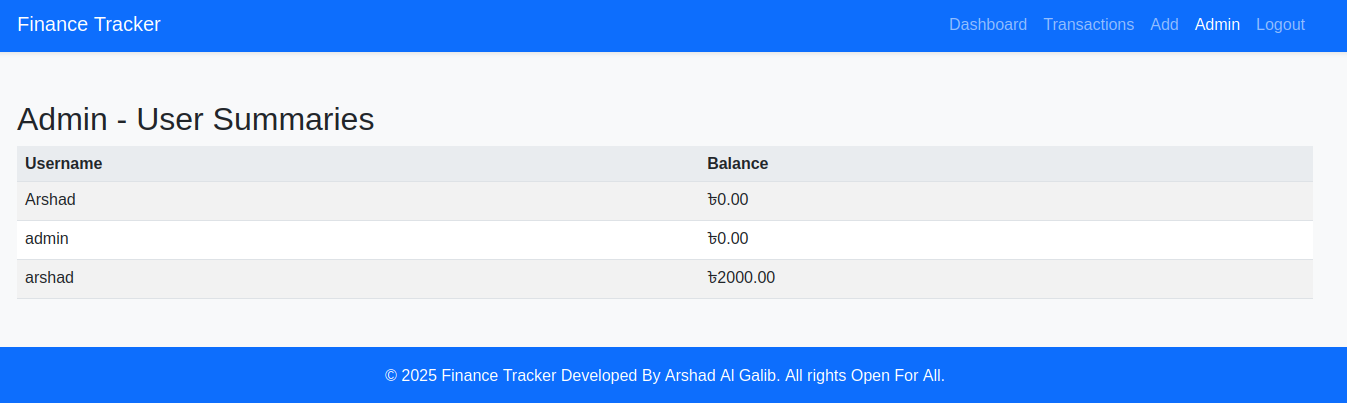 Finance Tracker Dashboard Transactions Add Admin Logout
Admin - User Summaries
Username Balance
Arshad ৳0.00
admin ৳0.00
arshad ৳2000.00
© 2025 Finance Tracker Developed By Arshad Al Galib. All rights Open For All.